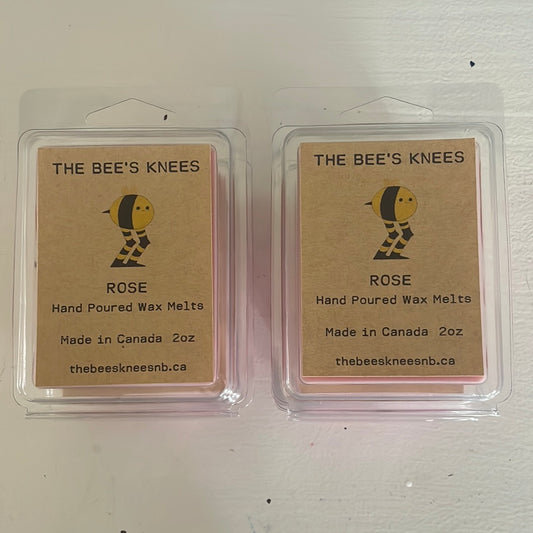 THE BEE'S KNEES
ROSE
Hand Poured Wax Melts
Made in Canada 2oz
thebeeskneesnb.ca
THE BEE'S KNEES
ROSE
Hand Poured Wax Melts
Made in Canada 2oz
thebeeskneesnb.ca